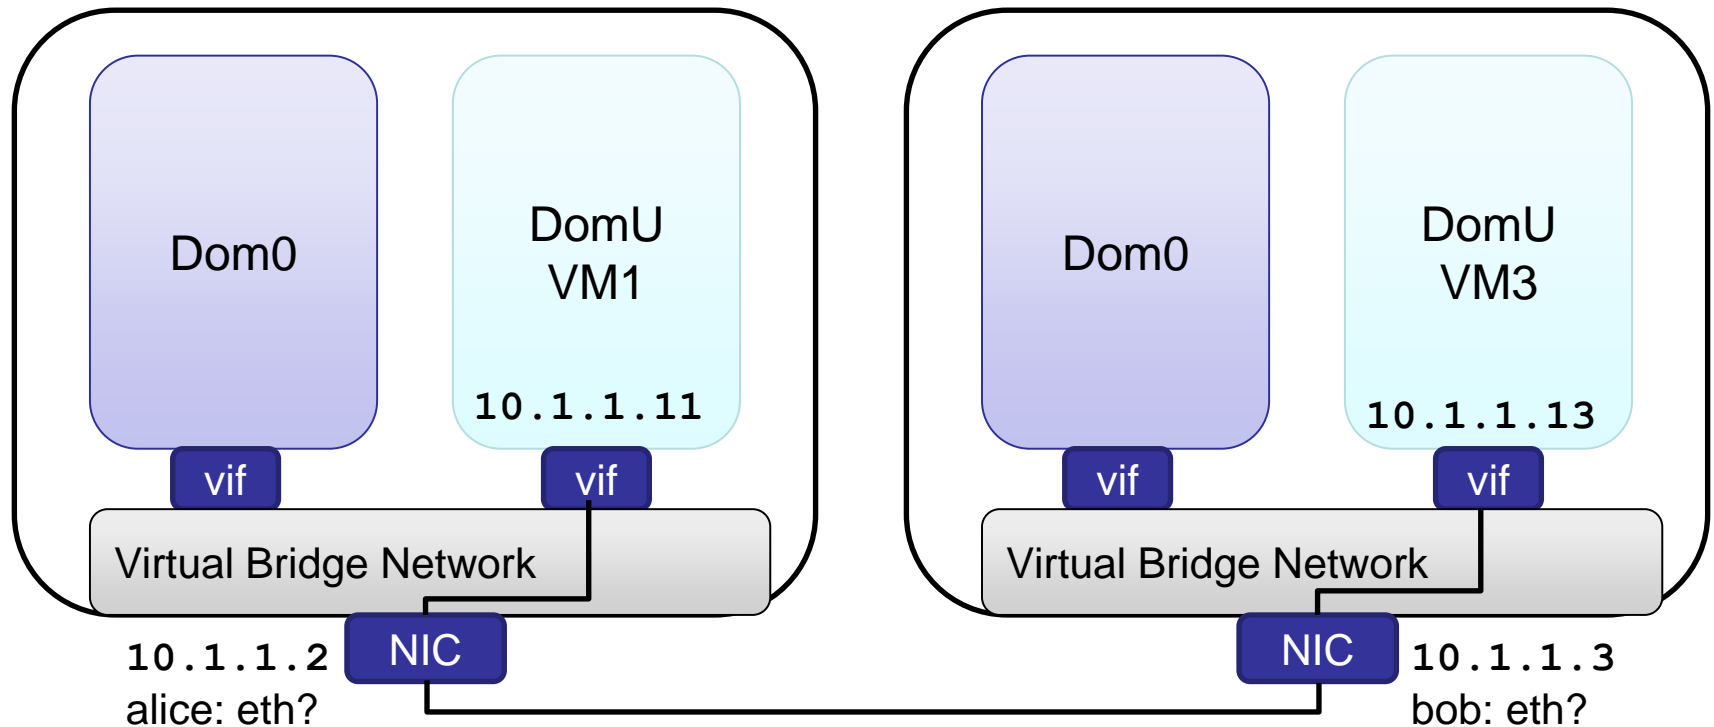 Dom0
DomU
VM1
10.1.1.11
vif
vif
Virtual Bridge Network
NIC
10.1.1.2
alice: eth?
Dom0
DomU
VM3
10.1.1.13
vif
vif
Virtual Bridge Network
NIC
10.1.1.3
bob: eth?